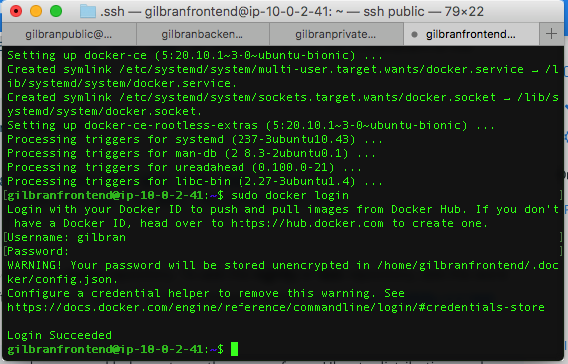 .ssh — gilbranfrontend@ip-10-0-2-41: ~ — ssh public — 79×22
gilbranpublic@... gilbranbacken... gilbranprivate... gilbranfrontend...
Setting up docker-ce (5:20.10.1~3-0~ubuntu-bionic) ...
Created symlink /etc/systemd/system/multi-user.target.wants/docker.service → /l
ib/systemd/system/docker.service.
Created symlink /etc/systemd/system/sockets.target.wants/docker.socket → /lib/s
ystemd/system/docker.socket.
Setting up docker-ce-rootless-extras (5:20.10.1~3-0~ubuntu-bionic) ...
Processing triggers for systemd (237-3ubuntu10.43) ...
Processing triggers for man-db (2.8.3-2ubuntu0.1) ...
Processing triggers for ureadahead (0.100.0-21) ...
Processing triggers for libc-bin (2.27-3ubuntu1.4) ...
[gilbranfrontend@ip-10-0-2-41:~$ sudo docker login ]
Login with your Docker ID to push and pull images from Docker Hub. If you don't
have a Docker ID, head over to https://hub.docker.com to create one.
[Username: gilbran ]
[Password: ]
WARNING! Your password will be stored unencrypted in /home/gilbranfrontend/.doc
ker/config.json.
Configure a credential helper to remove this warning. See
https://docs.docker.com/engine/reference/commandline/login/#credentials-store
Login Succeeded
gilbranfrontend@ip-10-0-2-41:~$